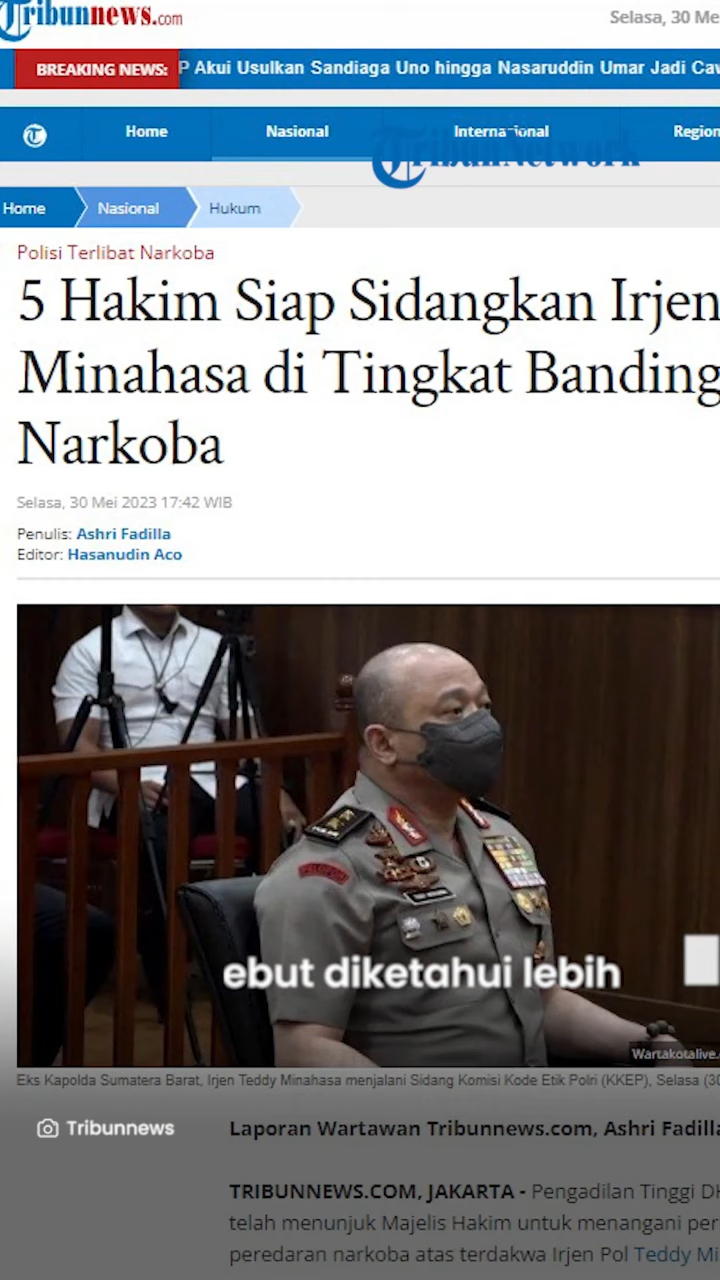 Tribunnews.com
Selasa, 30 Me
BREAKING NEWS: P Akui Usulkan Sandiaga Uno hingga Nasaruddin Umar Jadi Caw
Home Nasional International Region
TribunNetwork
Home Nasional Hukum
Polisi Terlibat Narkoba
5 Hakim Siap Sidangkan Irjen
Minahasa di Tingkat Banding
Narkoba
Selasa, 30 Mei 2023 17:42 WIB
Penulis: Ashri Fadilla
Editor: Hasanudin Aco
ebut diketahui lebih
Wartakotalive.
Eks Kapolda Sumatera Barat, Irjen Teddy Minahasa menjalani Sidang Komisi Kode Etik Polri (KKEP), Selasa (30
Tribunnews
Laporan Wartawan Tribunnews.com, Ashri Fadilla
TRIBUNNEWS.COM, JAKARTA - Pengadilan Tinggi DK
telah menunjuk Majelis Hakim untuk menangani per
peredaran narkoba atas terdakwa Irjen Pol Teddy Mi